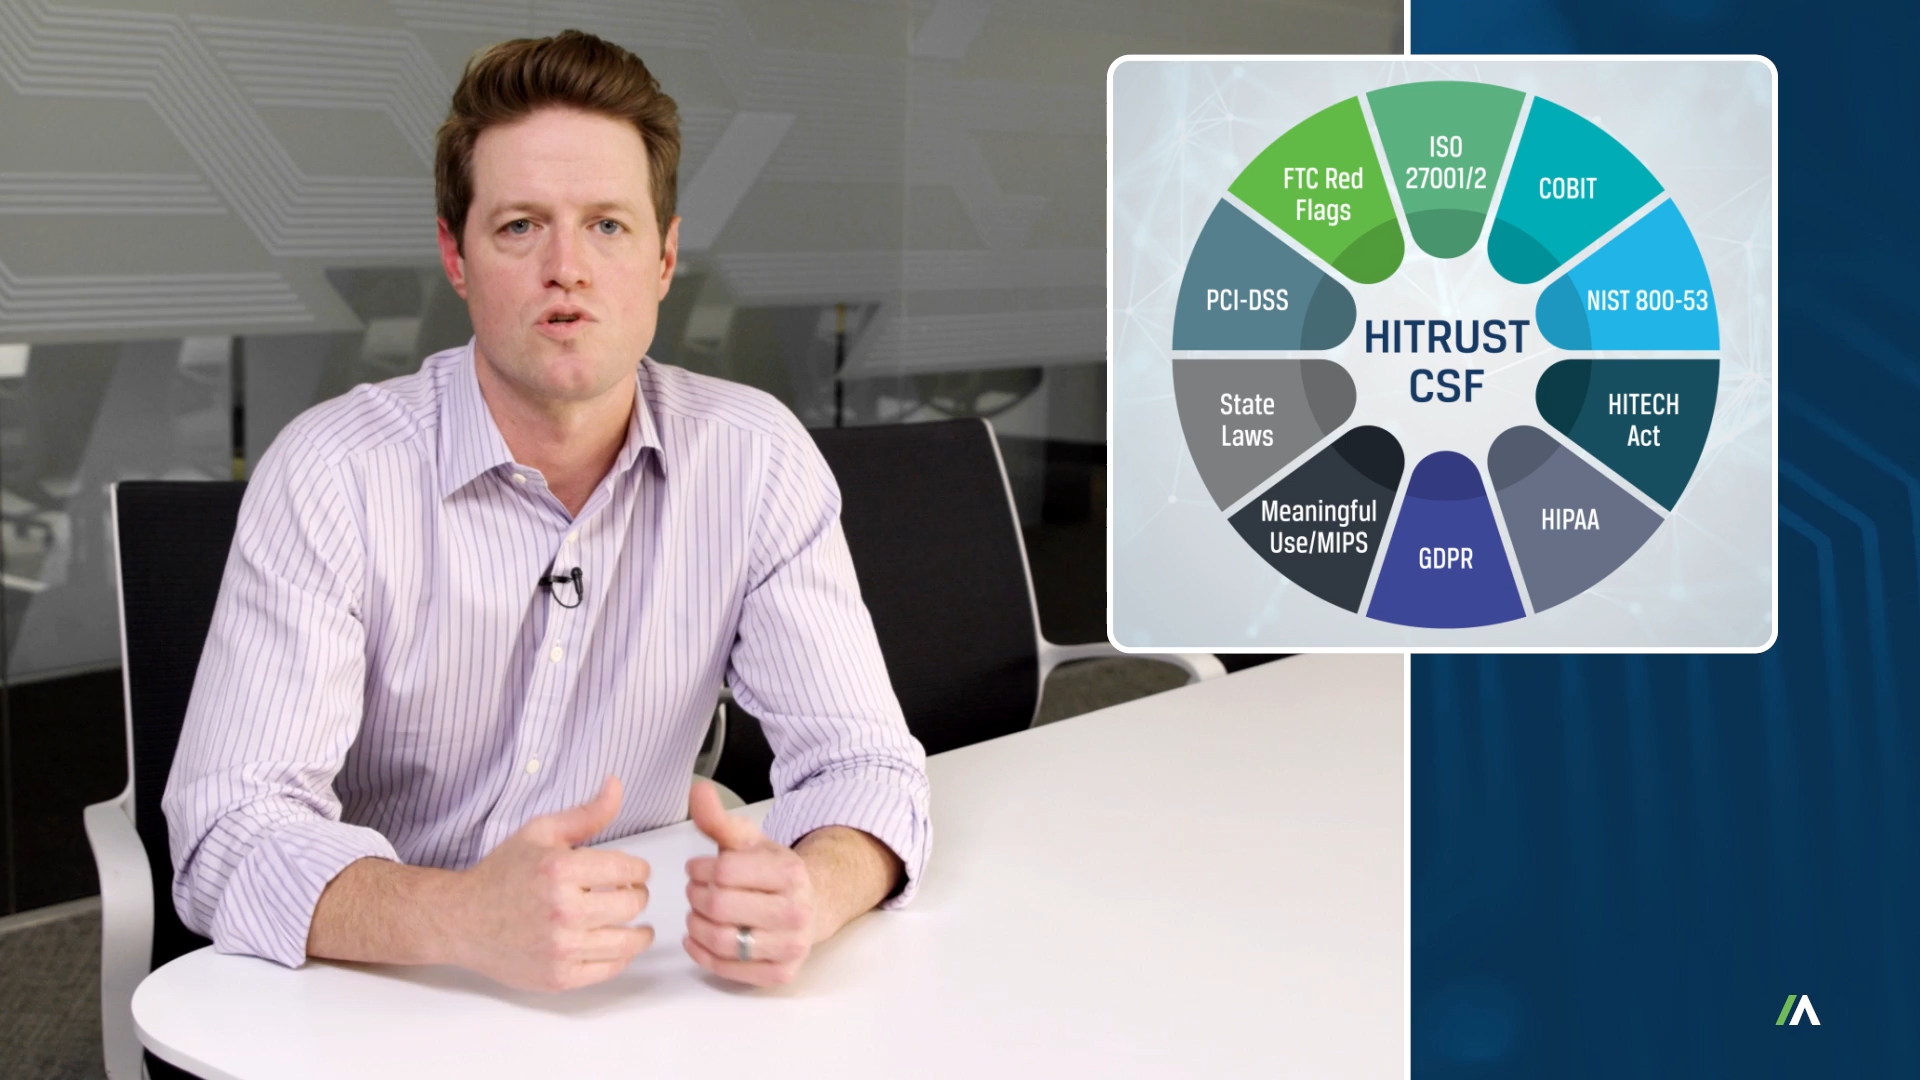 ISO
27001/2
COBIT
NIST 800-53
HITECH
Act
HIPAA
GDPR
Meaningful
Use/MIPS
State
Laws
PCI-DSS
FTC Red
Flags
HITRUST
CSF